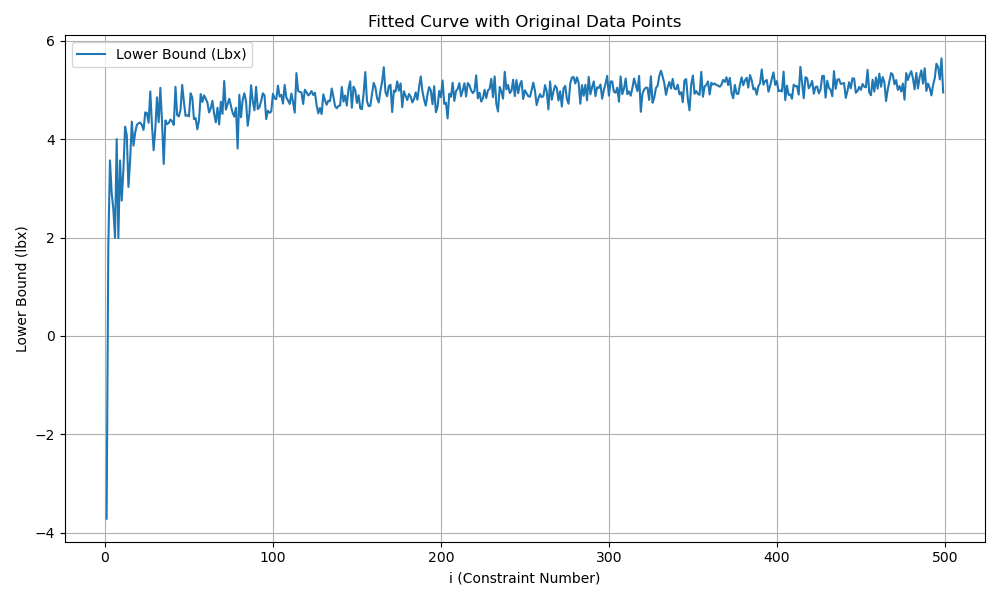 Fitted Curve with Original Data Points
Lower Bound (Lbx)
6
4
2
0
−2
−4
Lower Bound (lbx)
0 100 200 300 400 500
i (Constraint Number)